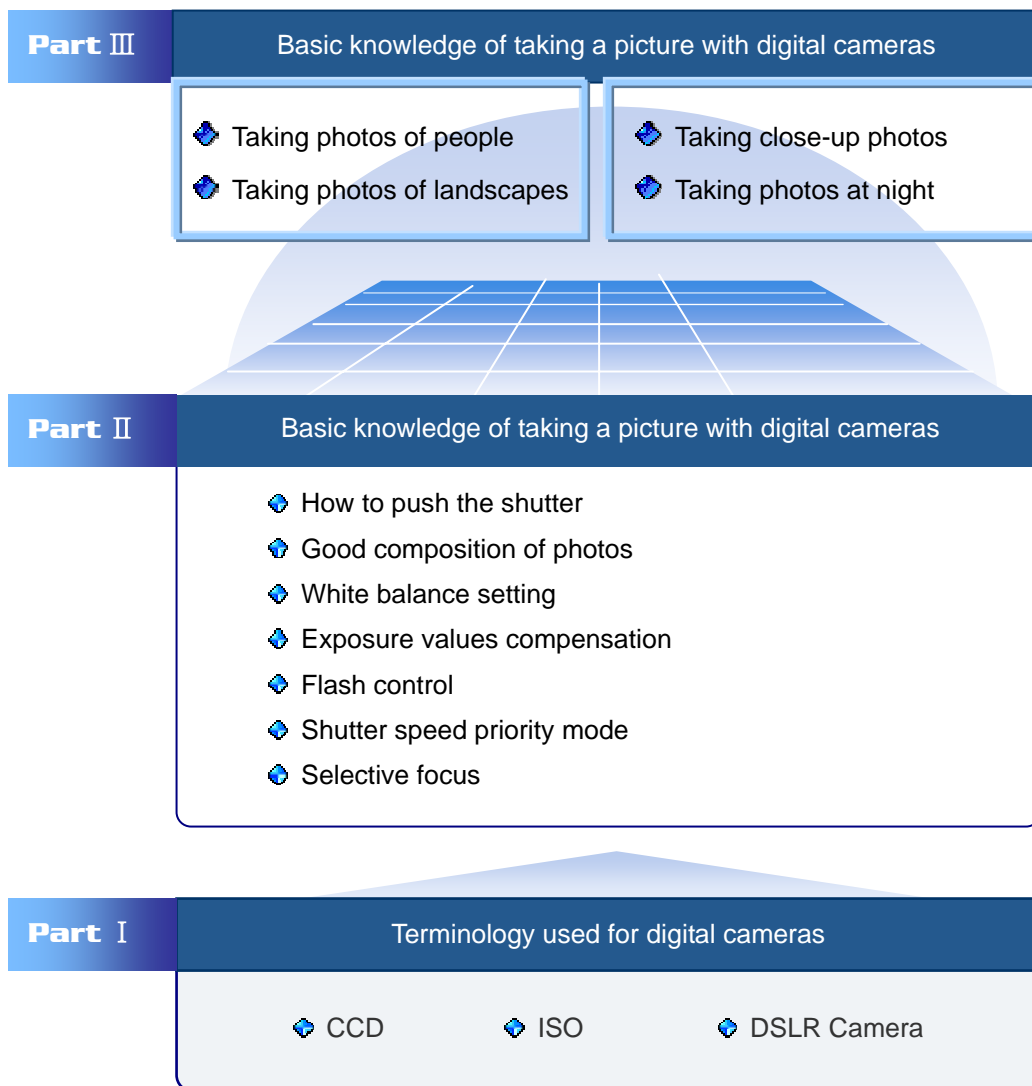 Part Ⅲ
Basic knowledge of taking a picture with digital cameras
Taking photos of people
Taking photos of landscapes
Taking close-up photos
Taking photos at night
Part Ⅱ
Basic knowledge of taking a picture with digital cameras
How to push the shutter
Good composition of photos
White balance setting
Exposure values compensation
Flash control
Shutter speed priority mode
Selective focus
Part Ⅰ
Terminology used for digital cameras
CCD
ISO
DSLR Camera